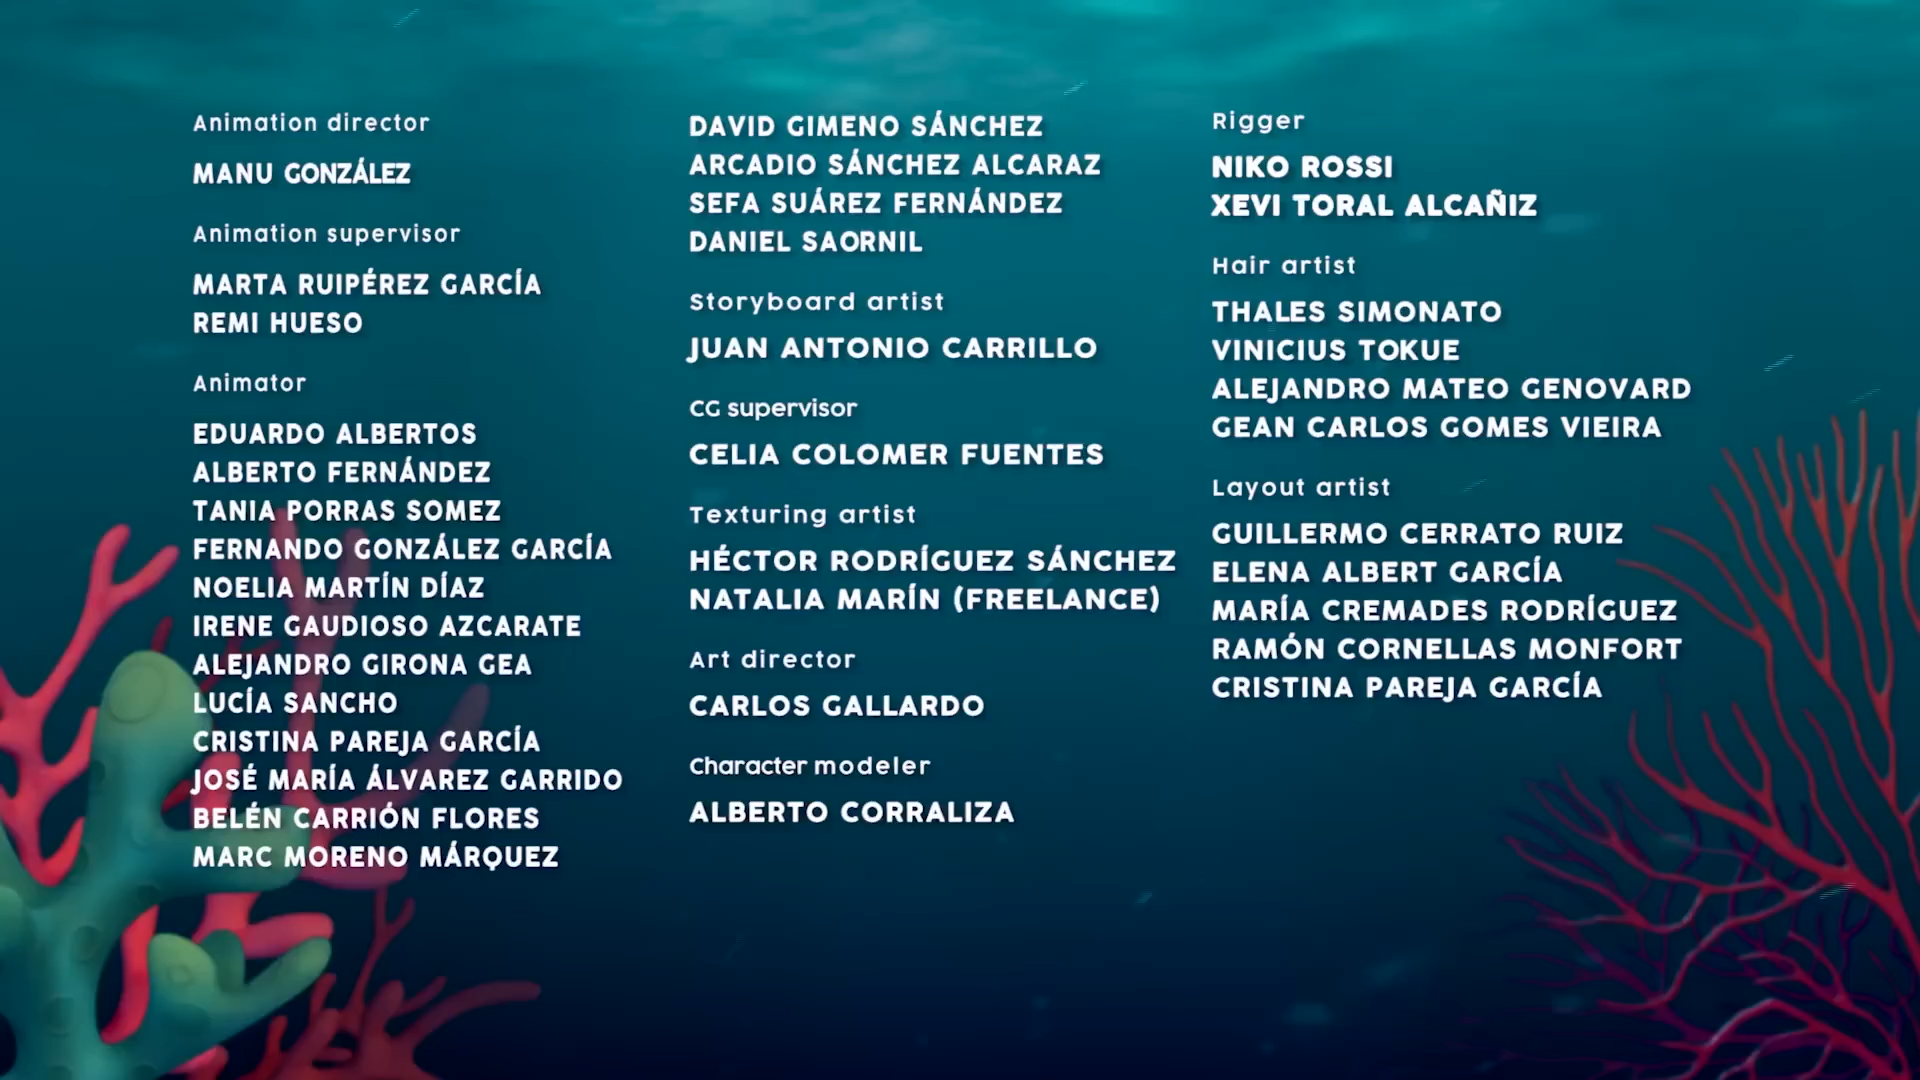 Animation director
MANU GONZÁLEZ
Animation supervisor
MARTA RUIPÉREZ GARCÍA
REMI HUESO
Animator
EDUARDO ALBERTOS
ALBERTO FERNÁNDEZ
TANIA PORRAS SOMEZ
FERNANDO GONZÁLEZ GARCÍA
NOELIA MARTÍN DÍAZ
IRENE GAUDIOSO AZCARATE
ALEJANDRO GIRONA GEA
LUCÍA SANCHO
CRISTINA PAREJA GARCÍA
JOSÉ MARÍA ÁLVAREZ GARRIDO
BELÉN CARRIÓN FLORES
MARC MORENO MÁRQUEZ
DAVID GIMENO SÁNCHEZ
ARCADIO SÁNCHEZ ALCARAZ
SEFA SUÁREZ FERNÁNDEZ
DANIEL SAORNIL
Storyboard artist
JUAN ANTONIO CARRILLO
CG supervisor
CELIA COLOMER FUENTES
Texturing artist
HÉCTOR RODRÍGUEZ SÁNCHEZ
NATALIA MARÍN (FREELANCE)
Art director
CARLOS GALLARDO
Character modeler
ALBERTO CORRALIZA
Rigger
NIKO ROSSI
XEVI TORAL ALCAÑIZ
Hair artist
THALES SIMONATO
VINICIUS TOKUE
ALEJANDRO MATEO GENOVARD
GEAN CARLOS GOMES VIEIRA
Layout artist
GUILLERMO CERRATO RUIZ
ELENA ALBERT GARCÍA
MARÍA CREMADES RODRÍGUEZ
RAMÓN CORNELLAS MONFORT
CRISTINA PAREJA GARCÍA